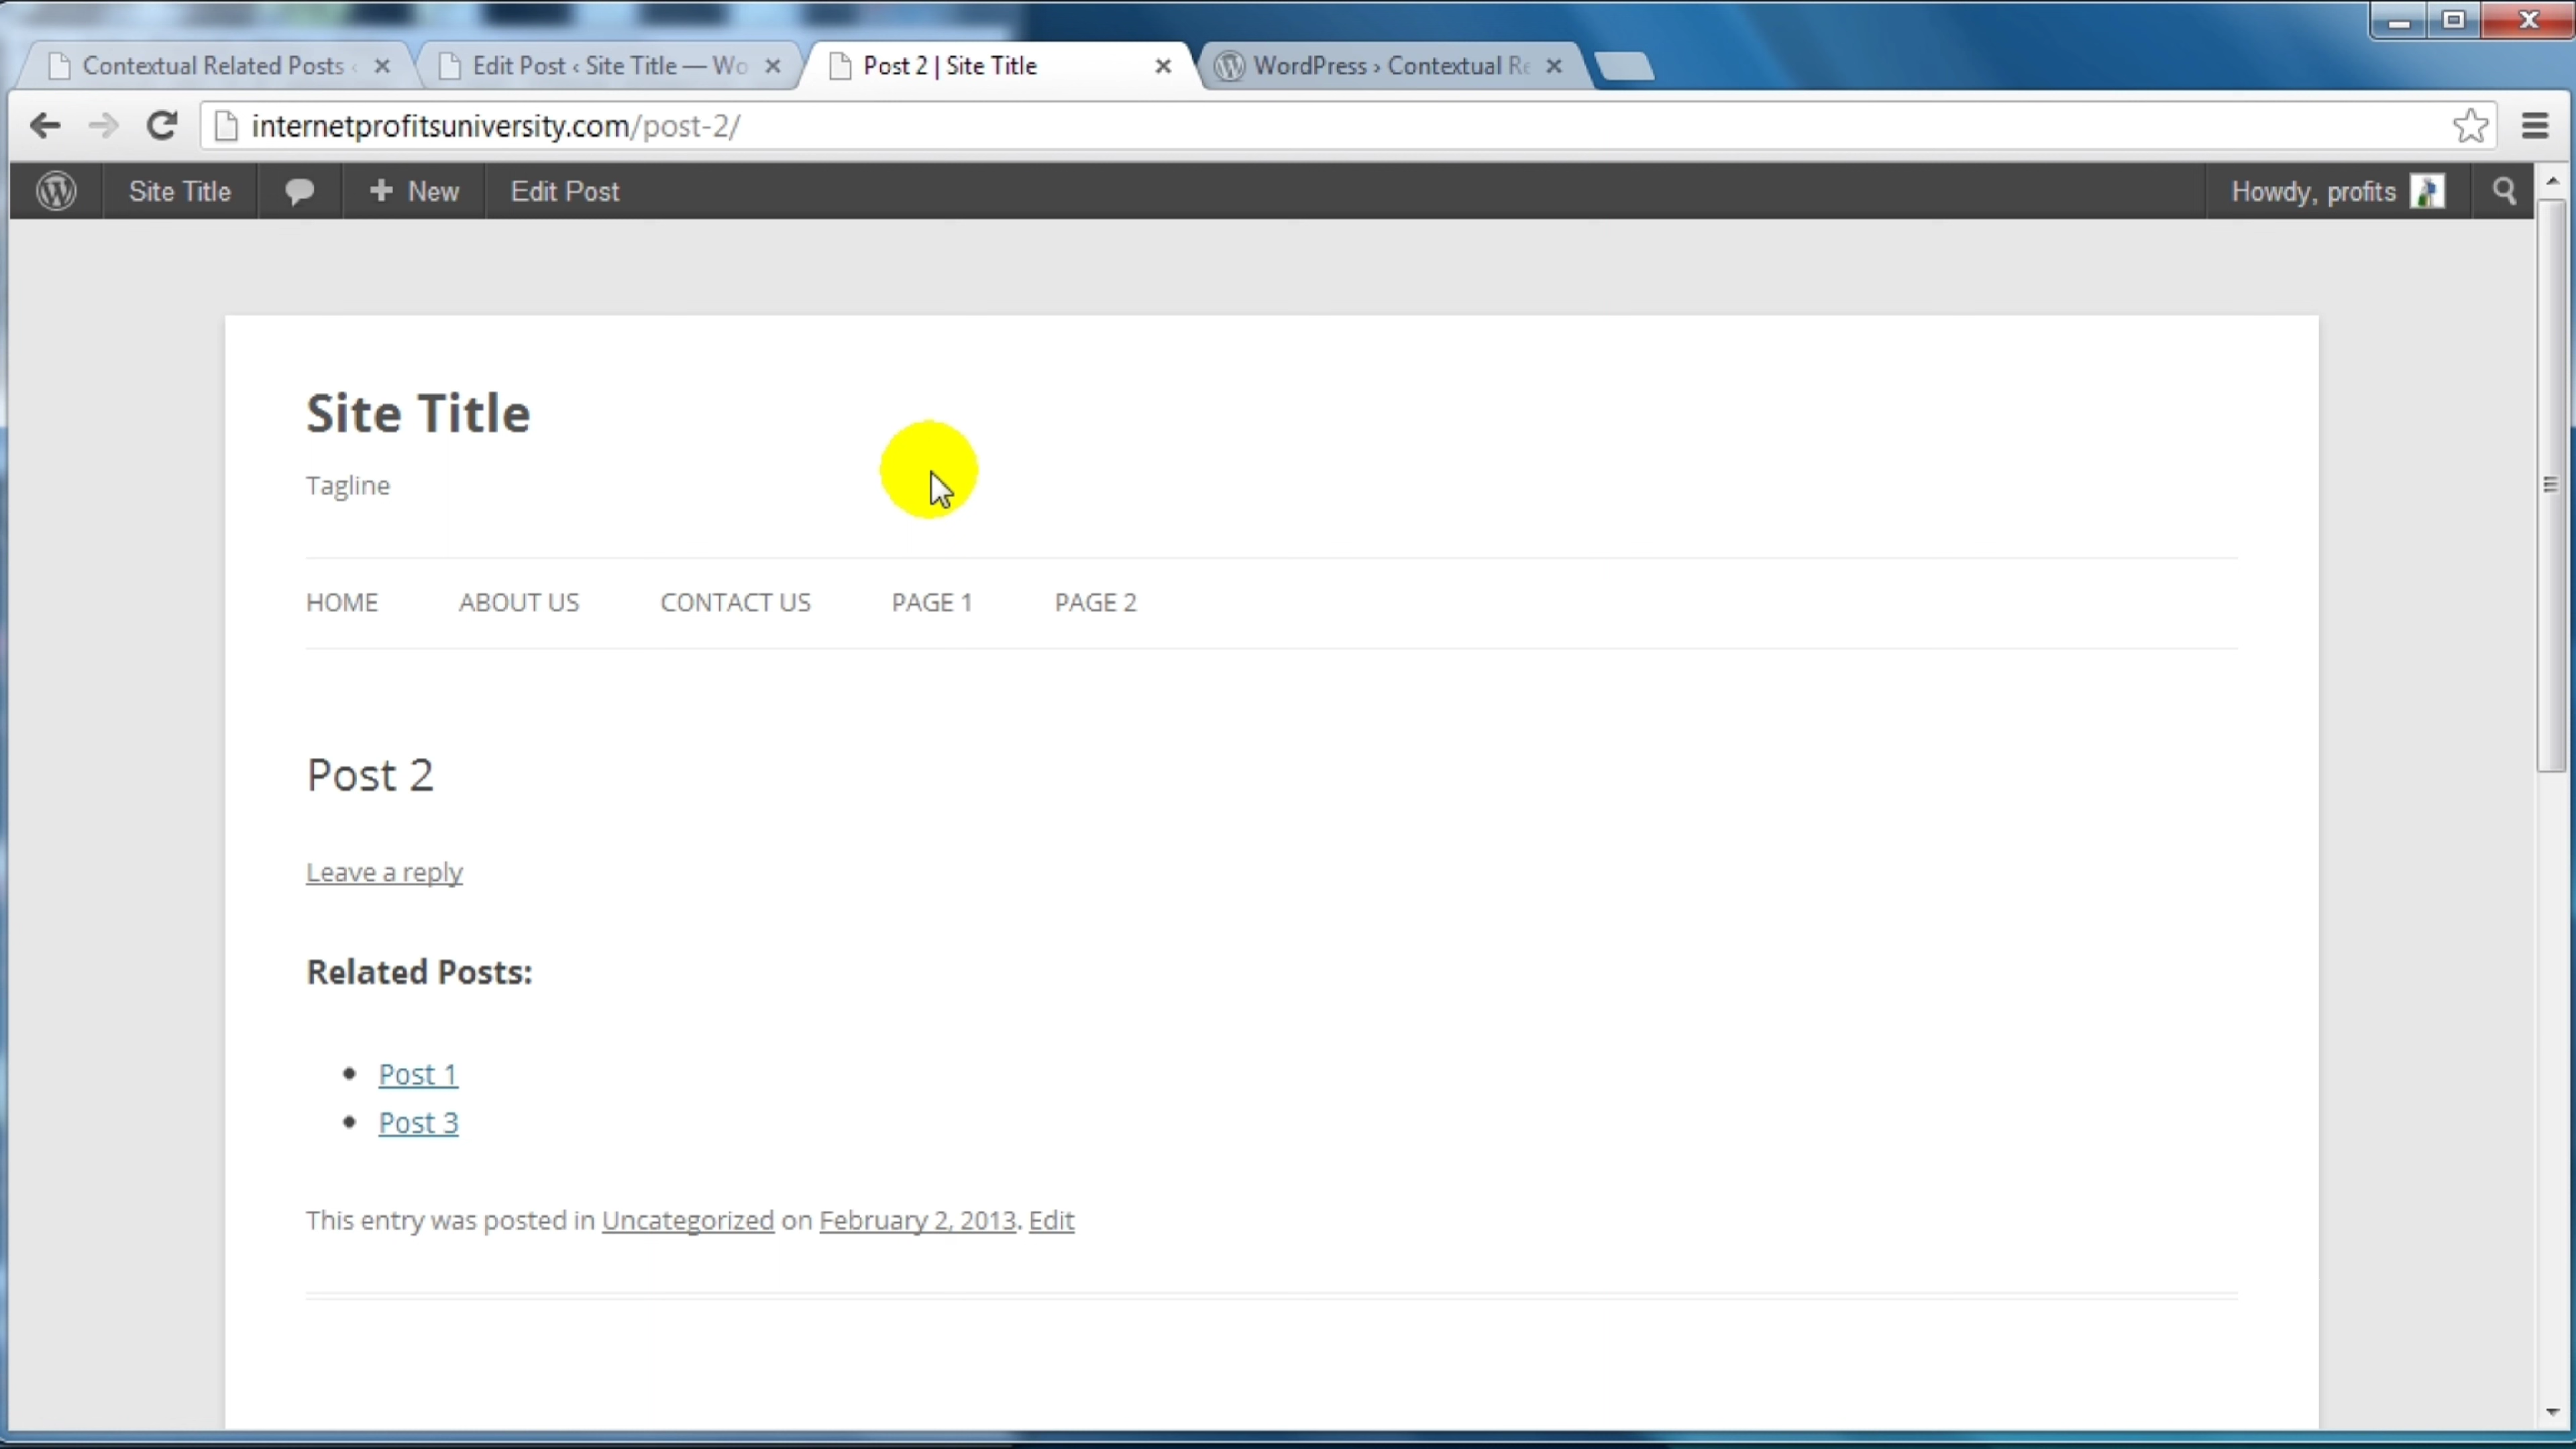 Contextual Related Posts ‹
Edit Post ‹ Site Title — Wo
Post 2 | Site Title
WordPress › Contextual Re
internetprofitsuniversity.com/post-2/
Site Title
New
Edit Post
Howdy, profits
Site Title
Tagline
HOME ABOUT US CONTACT US PAGE 1 PAGE 2
Post 2
Leave a reply
Related Posts:
• Post 1
• Post 3
This entry was posted in Uncategorized on February 2, 2013. Edit